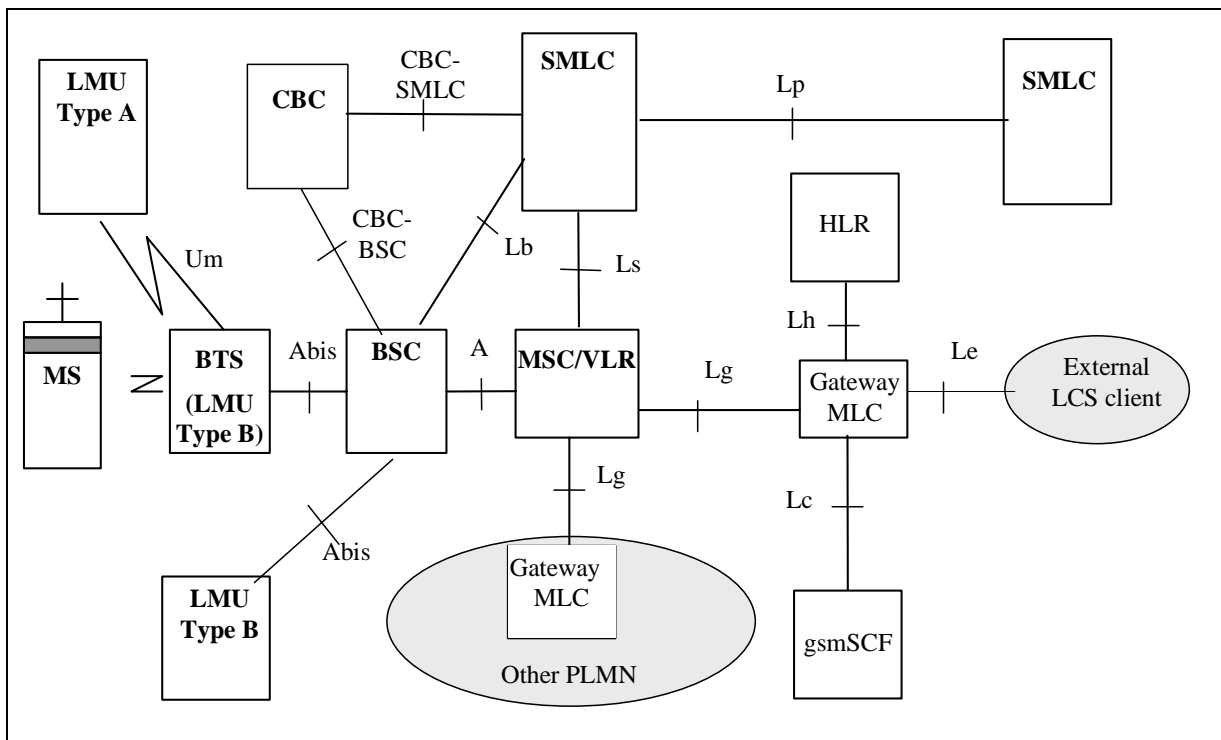 LMU
Type A
CBC
CBC-
SMLC
SMLC
Lp
SMLC
Um
CBC-
BSC
Lb
Ls
HLR
Lh
MS
BTS
(LMU
Type B)
Abis
BSC
A
MSC/VLR
Lg
Gateway
MLC
Le
External
LCS client
Lg
Lc
Abis
LMU
Type B
Gateway
MLC
Other PLMN
gsmSCF